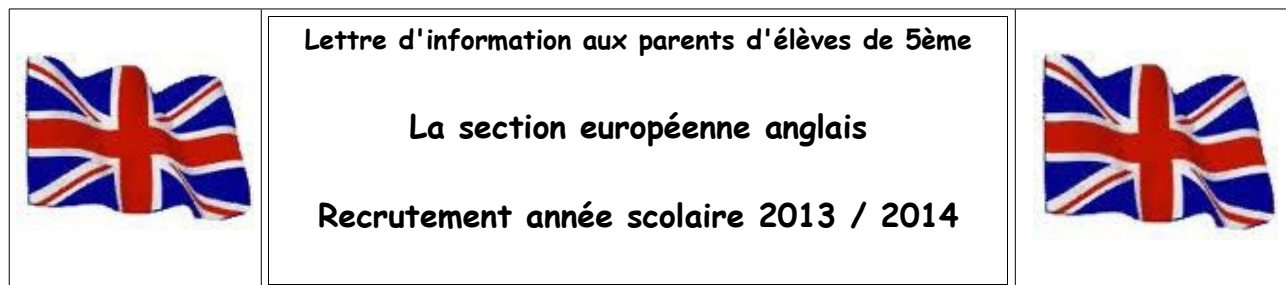 Lettre d'information aux parents d'élèves de 5ème
La section européenne anglais
Recrutement année scolaire 2013 / 2014